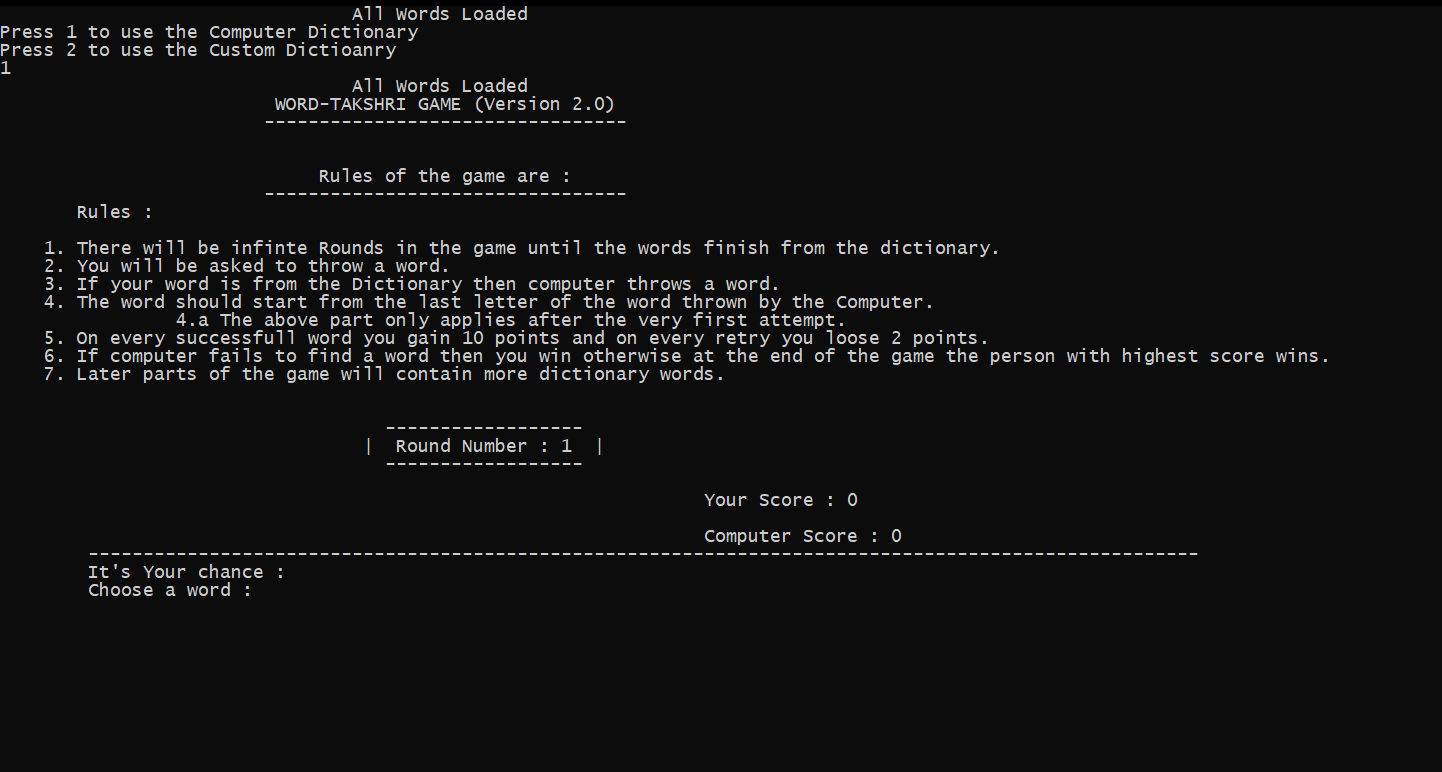 All Words Loaded
Press 1 to use the Computer Dictionary
Press 2 to use the Custom Dictioanry
1
All Words Loaded
WORD-TAKSHRI GAME (Version 2.0)
---------------------------------
Rules of the game are :
---------------------------------
Rules :
1. There will be infinte Rounds in the game until the words finish from the dictionary.
2. You will be asked to throw a word.
3. If your word is from the Dictionary then computer throws a word.
4. The word should start from the last letter of the word thrown by the Computer.
4.a The above part only applies after the very first attempt.
5. On every successfull word you gain 10 points and on every retry you loose 2 points.
6. If computer fails to find a word then you win otherwise at the end of the game the person with highest score wins.
7. Later parts of the game will contain more dictionary words.
------------------
| Round Number : 1 |
------------------
Your Score : 0
Computer Score : 0
-----------------------------------------------------------------------------------------------------
It's Your chance :
Choose a word :